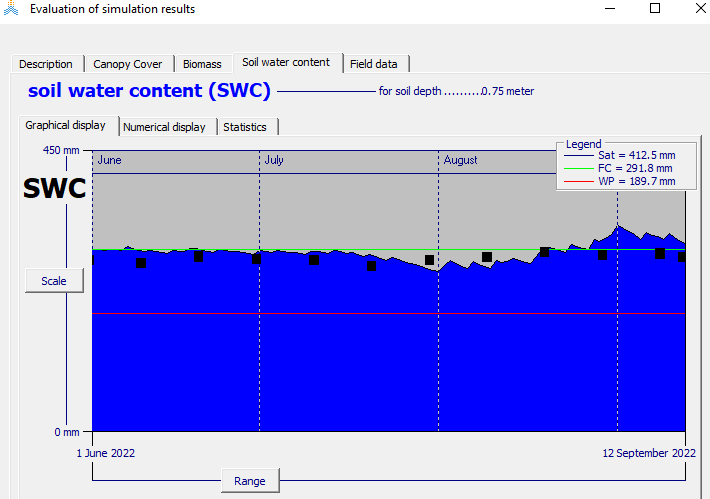 Evaluation of simulation results
Description Canopy Cover Biomass Soil water content Field data
soil water content (SWC) for soil depth ..........0.75 meter
Graphical display Numerical display Statistics
450 mm
June July August
Legend
Sat = 412.5 mm
FC = 291.8 mm
WP = 189.7 mm
SWC
Scale
0 mm
1 June 2022 12 September 2022
Range